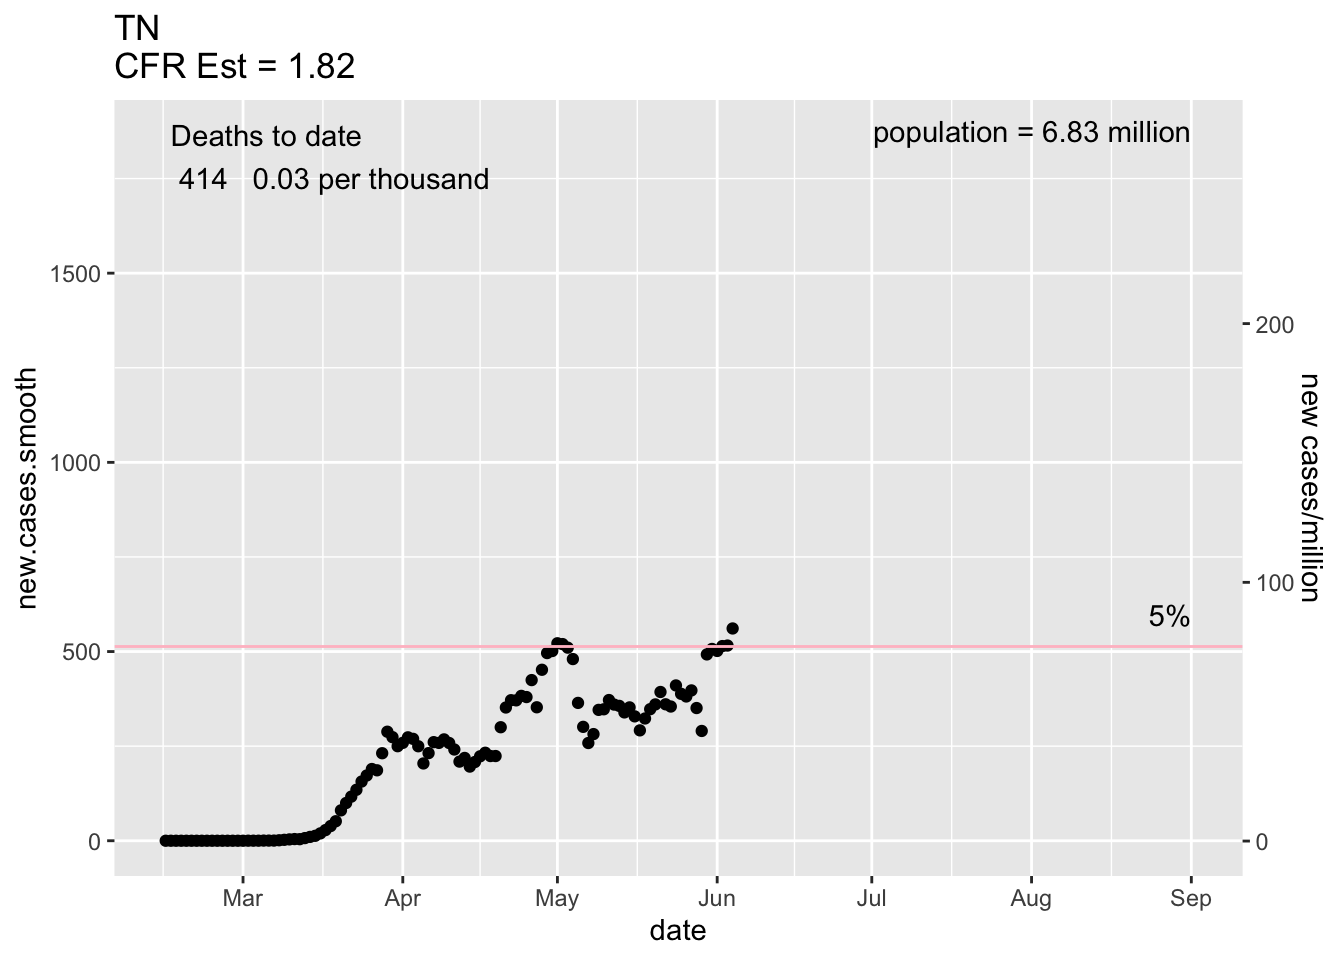 TN
CFR Est = 1.82
Deaths to date
414 0.03 per thousand
population = 6.83 million
5%
new.cases.smooth
1500
1000
500
0
200
100
0
new cases/million
Mar Apr May Jun Jul Aug Sep
date